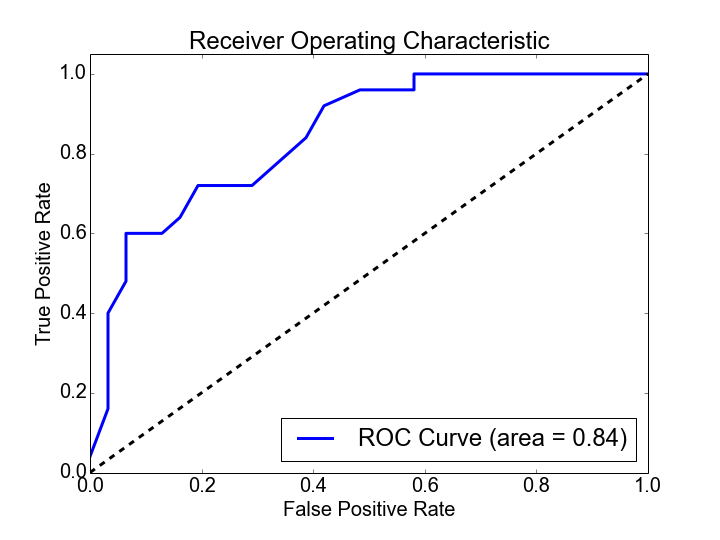 Receiver Operating Characteristic
1.0
0.8
0.6
0.4
0.2
0.0
True Positive Rate
0.0 0.2 0.4 0.6 0.8 1.0
False Positive Rate
ROC Curve (area = 0.84)